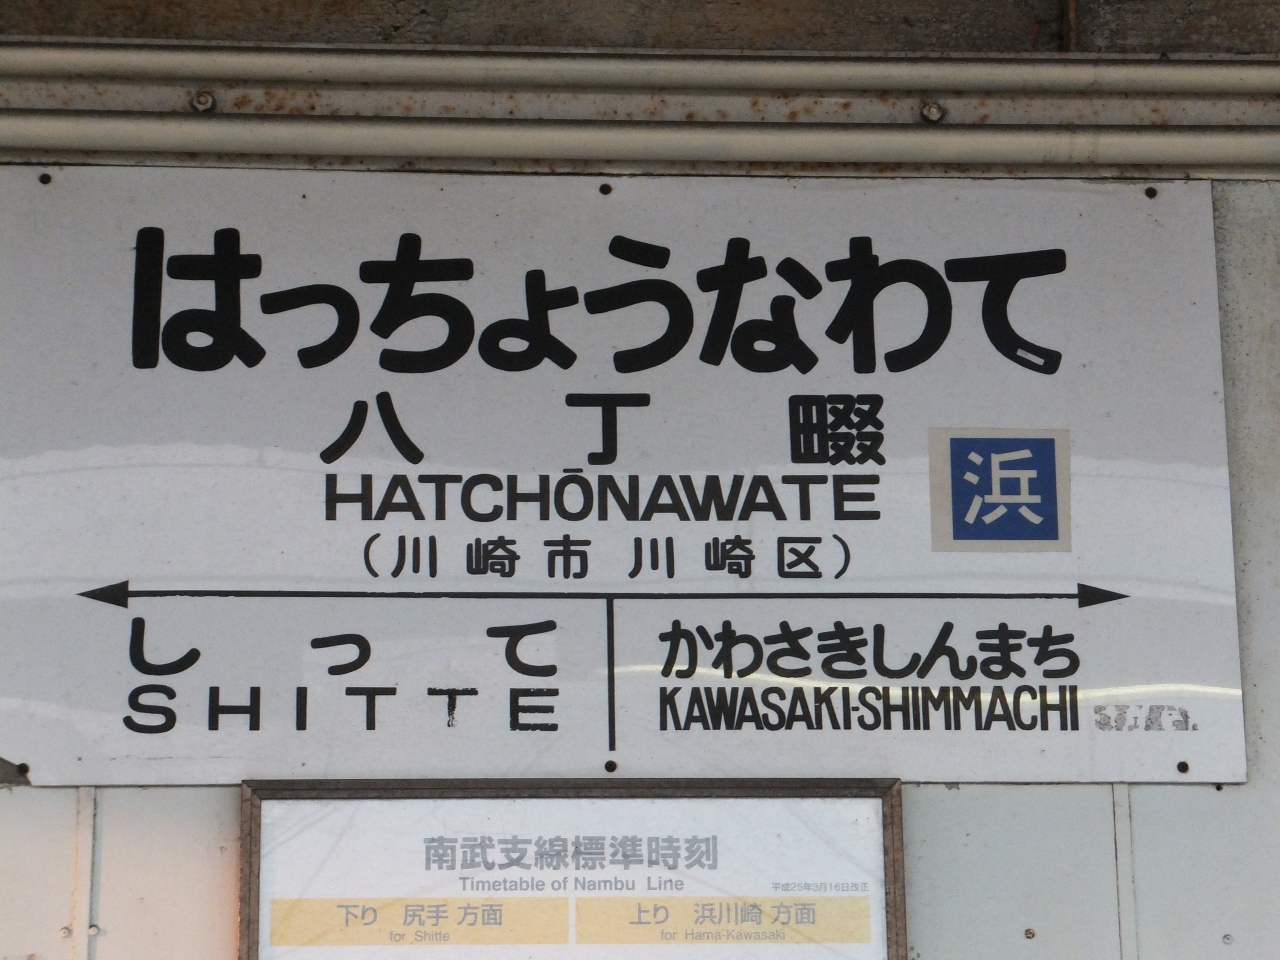 はっちょうなわて
八丁畷
HATCHŌNAWATE
浜
（川崎市川崎区）
しって
かわさきしんまち
SHITTE
KAWASAKI-SHIMMACHI
南武支線標準時刻
Timetable of Nambu Line
平成25年3月16日改正
下り 尻手 方面
for Shitte
上り 浜川崎 方面
for Hama-Kawasaki